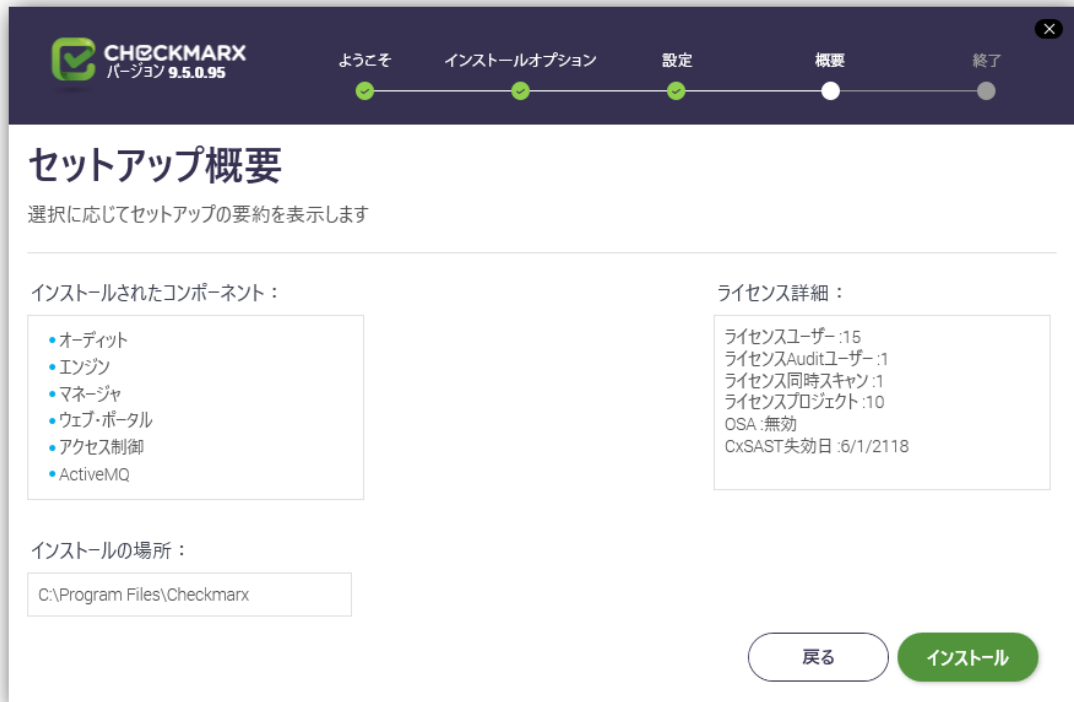 CHECKMARX
バージョン 9.5.0.95
ようこそ
インストールオプション
設定
概要
終了
セットアップ概要
選択に応じてセットアップの要約を表示します
インストールされたコンポーネント：
•オーディット
•エンジン
•マネージャ
•ウェブ・ポータル
•アクセス制御
•ActiveMQ
ライセンス詳細：
ライセンスユーザー:15
ライセンスAuditユーザー:1
ライセンス同時スキャン:1
ライセンスプロジェクト:10
OSA:無効
CxSAST失効日:6/1/2118
インストールの場所：
C:\Program Files\Checkmarx
戻る
インストール